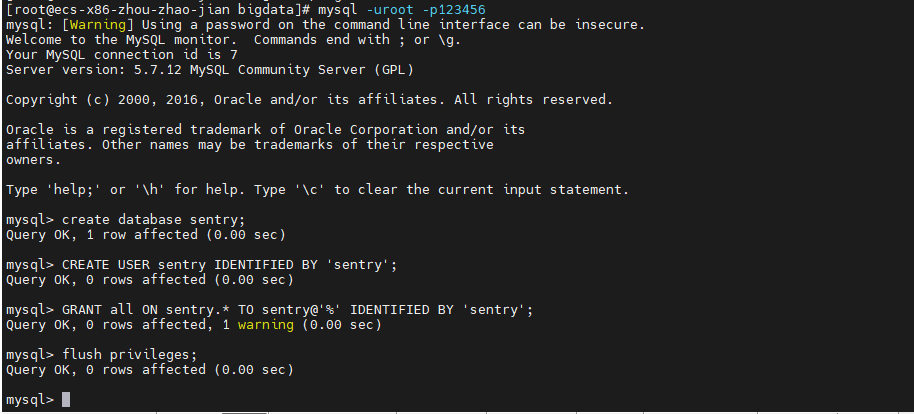 [root@ecs-x86-zhou-zhao-jian bigdata]# mysql -uroot -p123456
mysql: [Warning] Using a password on the command line interface can be insecure.
Welcome to the MySQL monitor.  Commands end with ; or \g.
Your MySQL connection id is 7
Server version: 5.7.12 MySQL Community Server (GPL)
Copyright (c) 2000, 2016, Oracle and/or its affiliates. All rights reserved.
Oracle is a registered trademark of Oracle Corporation and/or its
affiliates. Other names may be trademarks of their respective
owners.
Type 'help;' or '\h' for help. Type '\c' to clear the current input statement.
mysql> create database sentry;
Query OK, 1 row affected (0.00 sec)
mysql> CREATE USER sentry IDENTIFIED BY 'sentry';
Query OK, 0 rows affected (0.00 sec)
mysql> GRANT all ON sentry.* TO sentry@'%' IDENTIFIED BY 'sentry';
Query OK, 0 rows affected, 1 warning (0.00 sec)
mysql> flush privileges;
Query OK, 0 rows affected (0.00 sec)
mysql>